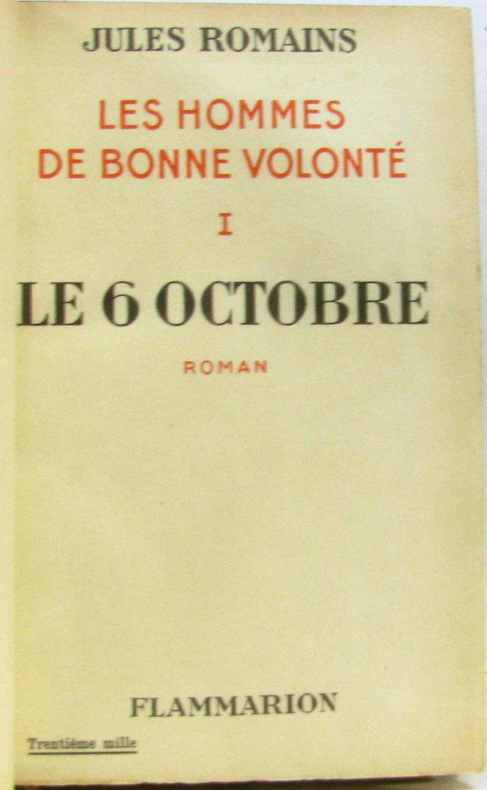 JULES ROMAINS
LES HOMMES
DE BONNE VOLONTÉ
I
LE 6 OCTOBRE
ROMAN
FLAMMARION
Trentième mille